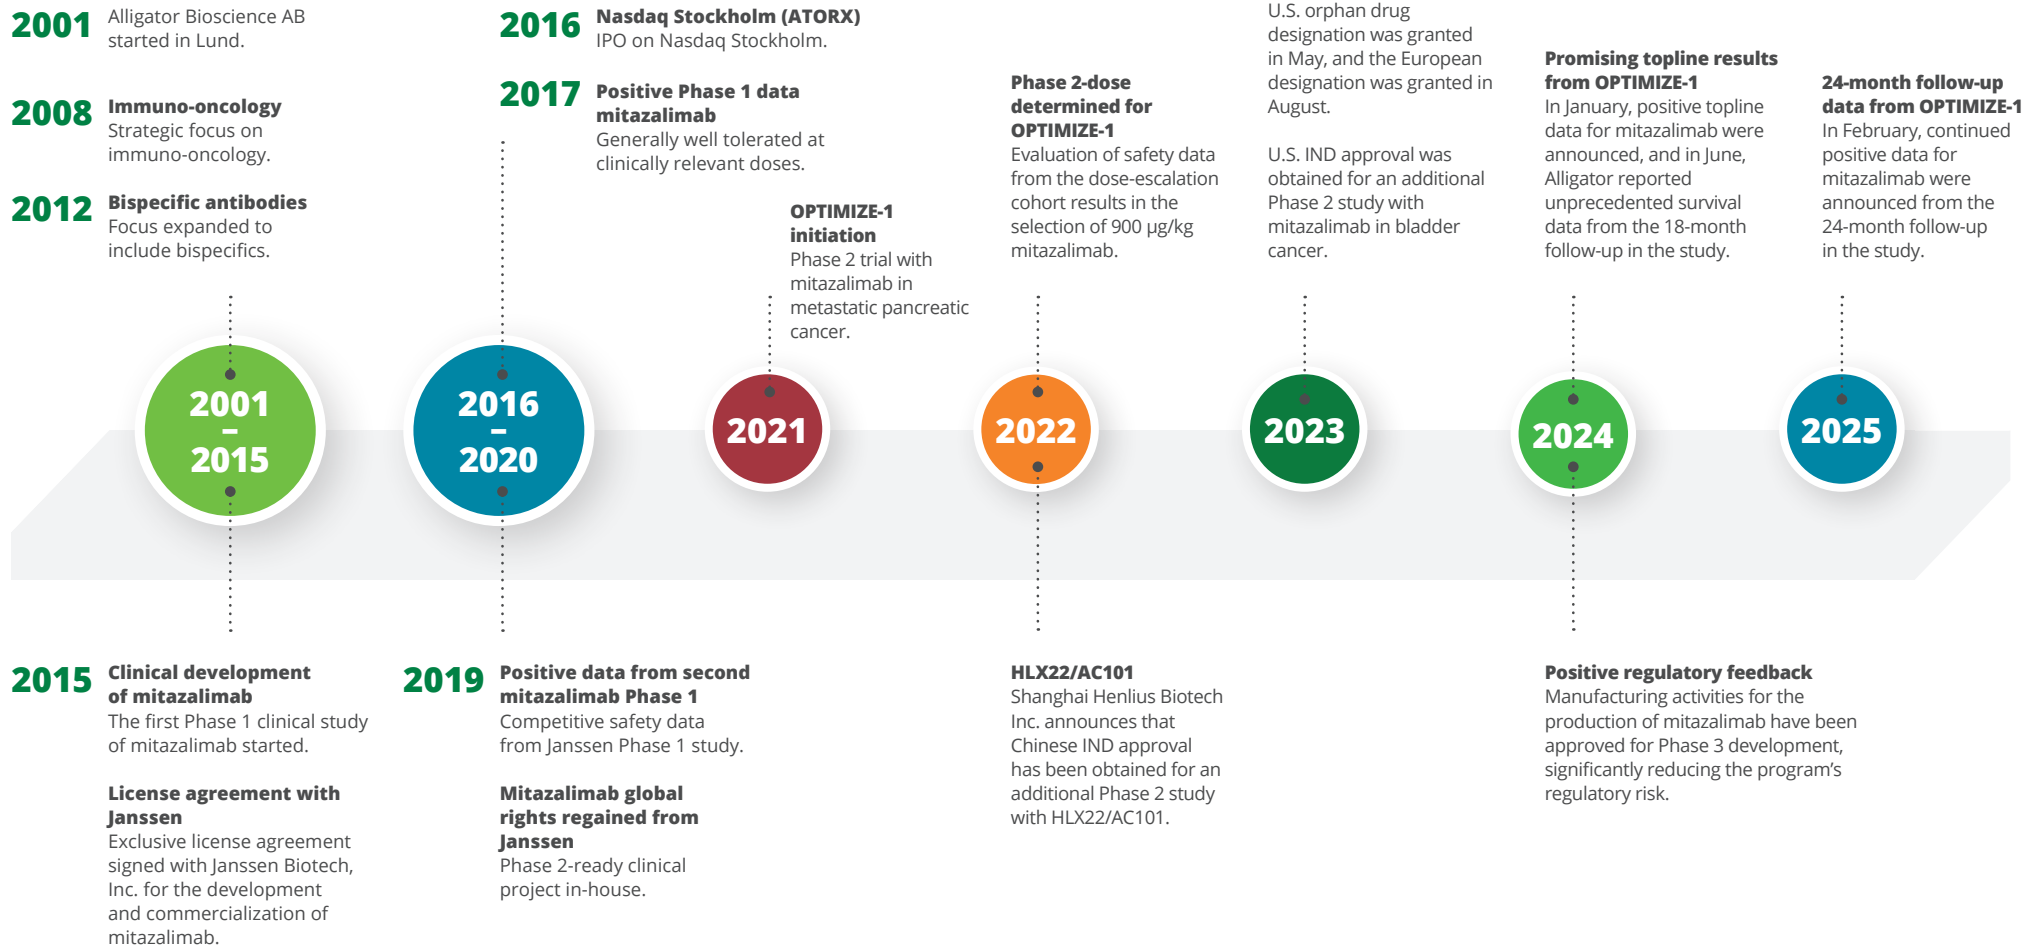 2001
Alligator Bioscience AB
started in Lund.
2008
Immuno-oncology
Strategic focus on
immuno-oncology.
2012
Bispecific antibodies
Focus expanded to
include bispecifics.
2016
Nasdaq Stockholm (ATORX)
IPO on Nasdaq Stockholm.
2017
Positive Phase 1 data
mitazalimab
Generally well tolerated at
clinically relevant doses.
OPTIMIZE-1
initiation
Phase 2 trial with
mitazalimab in
metastatic pancreatic
cancer.
Phase 2-dose
determined for
OPTIMIZE-1
Evaluation of safety data
from the dose-escalation
cohort results in the
selection of 900 µg/kg
mitazalimab.
U.S. orphan drug
designation was granted
in May, and the European
designation was granted in
August.
U.S. IND approval was
obtained for an additional
Phase 2 study with
mitazalimab in bladder
cancer.
Promising topline results
from OPTIMIZE-1
In January, positive topline
data for mitazalimab were
announced, and in June,
Alligator reported
unprecedented survival
data from the 18-month
follow-up in the study.
24-month follow-up
data from OPTIMIZE-1
In February, continued
positive data for
mitazalimab were
announced from the
24-month follow-up
in the study.
2001
–
2015
2016
–
2020
2021
2022
2023
2024
2025
2015
Clinical development
of mitazalimab
The first Phase 1 clinical study
of mitazalimab started.
License agreement with
Janssen
Exclusive license agreement
signed with Janssen Biotech,
Inc. for the development
and commercialization of
mitazalimab.
2019
Positive data from second
mitazalimab Phase 1
Competitive safety data
from Janssen Phase 1 study.
Mitazalimab global
rights regained from
Janssen
Phase 2-ready clinical
project in-house.
HLX22/AC101
Shanghai Henlius Biotech
Inc. announces that
Chinese IND approval
has been obtained for an
additional Phase 2 study
with HLX22/AC101.
Positive regulatory feedback
Manufacturing activities for the
production of mitazalimab have been
approved for Phase 3 development,
significantly reducing the program's
regulatory risk.